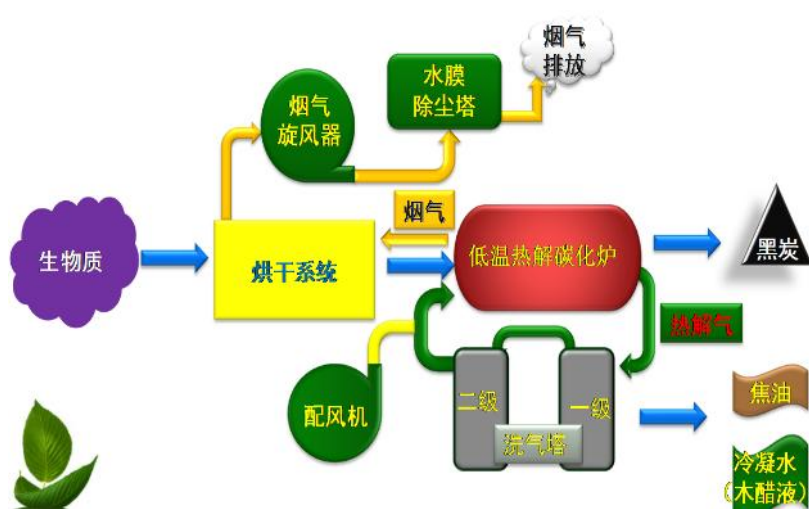 烟气
排放
水膜
除尘塔
烟气
旋风器
烟气
生物质
烘干系统
低温热解碳化炉
黑炭
热解气
配风机
二级
一级
洗气塔
焦油
冷凝水
（木醋液）